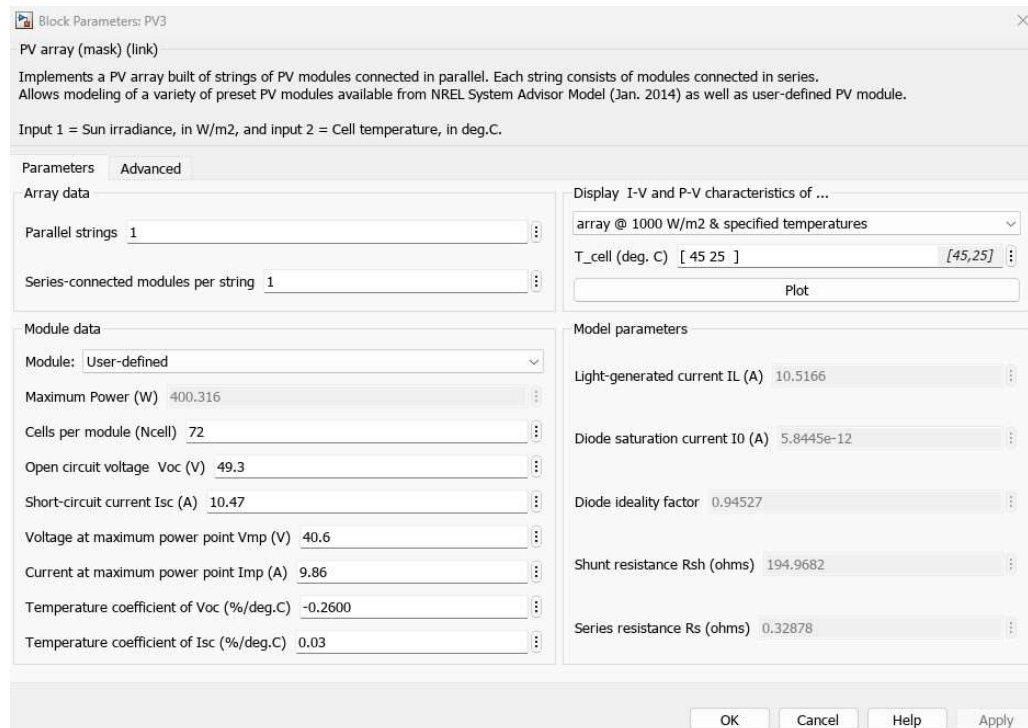 Block Parameters: PV3
PV array (mask) (link)
Implements a PV array built of strings of PV modules connected in parallel. Each string consists of modules connected in series.
Allows modeling of a variety of preset PV modules available from NREL System Advisor Model (Jan. 2014) as well as user-defined PV module.
Input 1 = Sun irradiance, in W/m2, and input 2 = Cell temperature, in deg.C.
Parameters Advanced
Array data
Parallel strings 1
Series-connected modules per string 1
Display I-V and P-V characteristics of ...
array @ 1000 W/m2 & specified temperatures
T_cell (deg. C) [ 45 25 ] [45,25]
Plot
Module data
Module: User-defined
Maximum Power (W) 400.316
Cells per module (Ncell) 72
Open circuit voltage Voc (V) 49.3
Short-circuit current Isc (A) 10.47
Voltage at maximum power point Vmp (V) 40.6
Current at maximum power point Imp (A) 9.86
Temperature coefficient of Voc (%/deg.C) -0.2600
Temperature coefficient of Isc (%/deg.C) 0.03
Model parameters
Light-generated current IL (A) 10.5166
Diode saturation current I0 (A) 5.8445e-12
Diode ideality factor 0.94527
Shunt resistance Rsh (ohms) 194.9682
Series resistance Rs (ohms) 0.32878
OK Cancel Help Apply